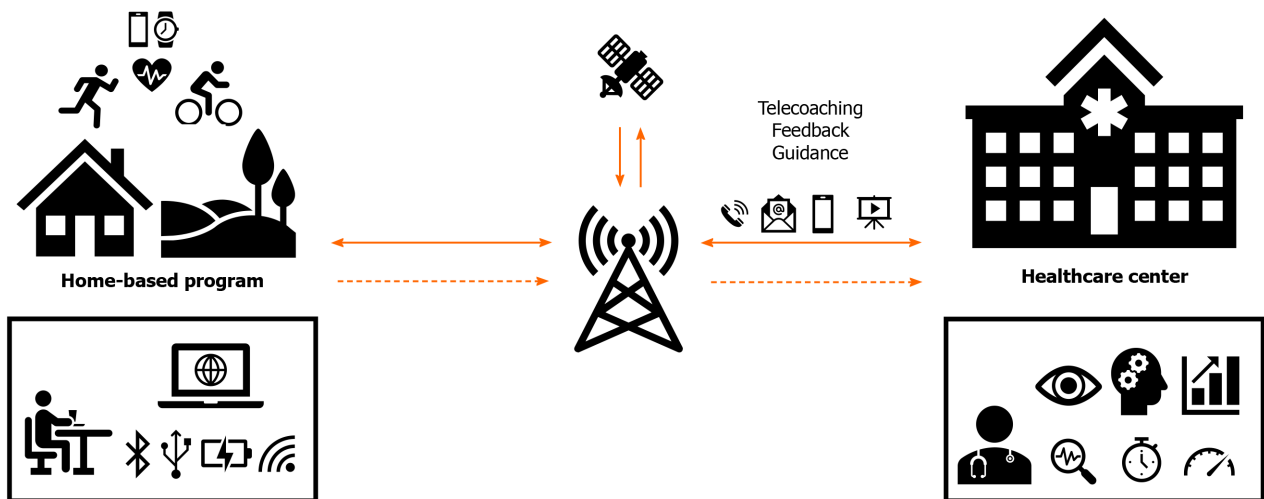 Telecoaching
Feedback
Guidance
@
Home-based program
Healthcare center